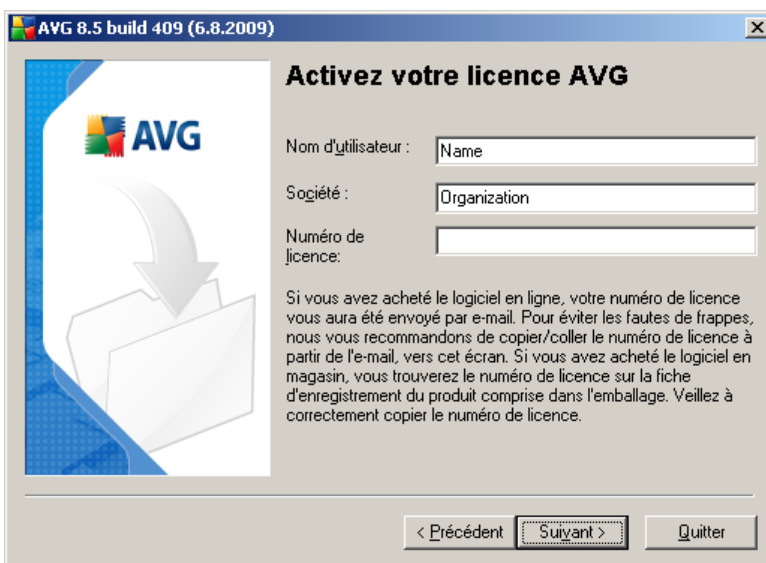 AVG 8.5 build 409 (6.8.2009)
Activez votre licence AVG
AVG
Nom d'utilisateur :
Name
Société :
Organization
Numéro de
licence:
Si vous avez acheté le logiciel en ligne, votre numéro de licence
vous aura été envoyé par e-mail. Pour éviter les fautes de frappes,
nous vous recommandons de copier/coller le numéro de licence à
partir de l'e-mail, vers cet écran. Si vous avez acheté le logiciel en
magasin, vous trouverez le numéro de licence sur la fiche
d'enregistrement du produit comprise dans l'emballage. Veillez à
correctement copier le numéro de licence.
< Précédent
Suivant >
Quitter